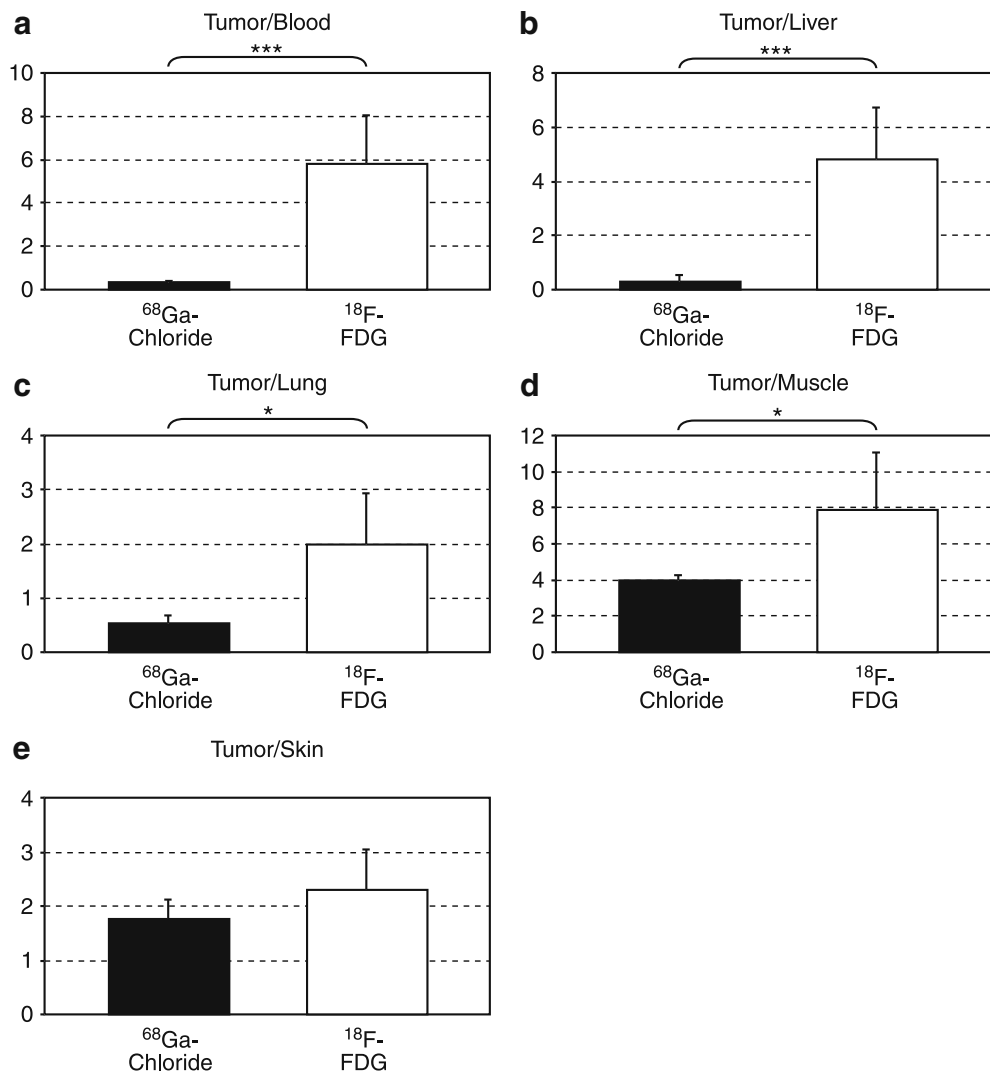 a
Tumor/Blood
***
10
8
6
4
2
0
⁶⁸Ga-
Chloride
¹⁸F-
FDG
b
Tumor/Liver
***
8
6
4
2
0
⁶⁸Ga-
Chloride
¹⁸F-
FDG
c
Tumor/Lung
*
4
3
2
1
0
⁶⁸Ga-
Chloride
¹⁸F-
FDG
d
Tumor/Muscle
*
12
10
8
6
4
2
0
⁶⁸Ga-
Chloride
¹⁸F-
FDG
e
Tumor/Skin
4
3
2
1
0
⁶⁸Ga-
Chloride
¹⁸F-
FDG